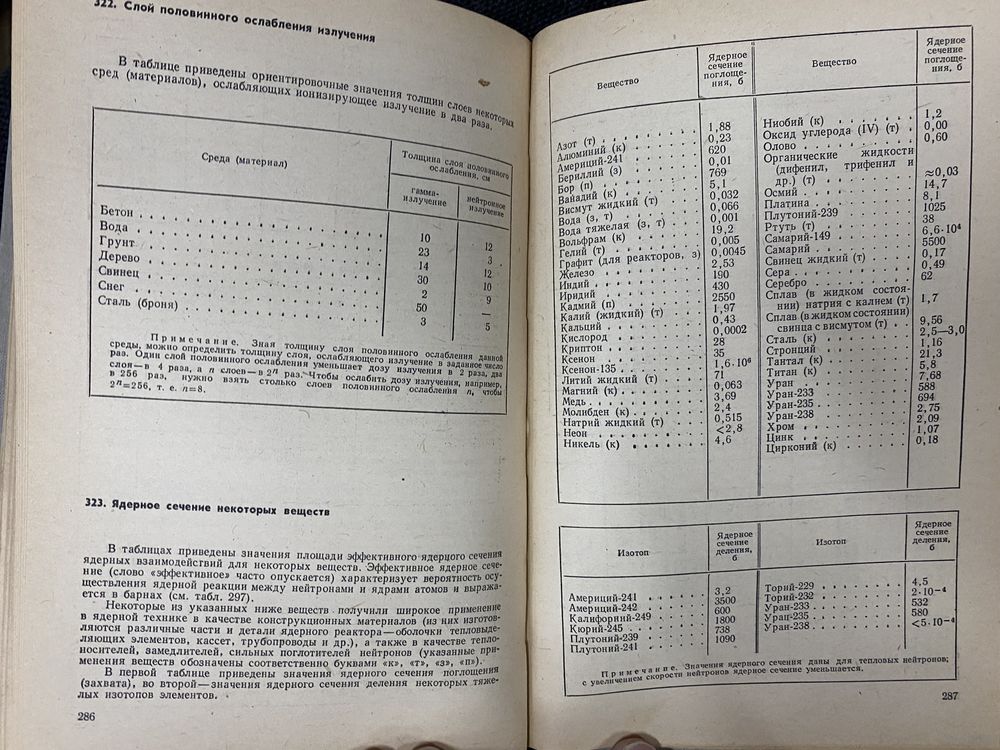 322. Слой половинного ослабления излучения
В таблице приведены ориентировочные значения толщин слоев некоторых
сред (материалов), ослабляющих ионизирующее излучение в два раза.
Среда (материал)
Толщина слоя половинного
ослабления, см
гамма-
излучение
нейтронное
излучение
Бетон 10 12
Вода 23 3
Грунт 14 12
Дерево 30 10
Свинец 2 9
Снег 50 —
Сталь (броня) 3 5
Примечание. Зная толщину слоя половинного ослабления данной
среды, можно определить толщину слоя, ослабляющего излучение в заданное число
раз. Один слой половинного ослабления уменьшает дозу излучения в 2 раза, два
слоя—в 4 раза, а n слоев—в 2ⁿ раз. Чтобы ослабить дозу излучения, например,
в 256 раз, нужно взять столько слоев половинного ослабления n, чтобы
2ⁿ=256, т. е. n=8.
323. Ядерное сечение некоторых веществ
В таблицах приведены значения площади эффективного ядерного сечения
ядерных взаимодействий для некоторых веществ. Эффективное ядерное сече-
ние (слово «эффективное» часто опускается) характеризует вероятность осу-
ществления ядерной реакции между нейтронами и ядрами атомов и выража-
ется в барнах (см. табл. 297).
Некоторые из указанных ниже веществ получили широкое применение
в ядерной технике в качестве конструкционных материалов (из них изготов-
ляются различные части и детали ядерного реактора—оболочки тепловыде-
ляющих элементов, кассет, трубопроводы и др.), а также в качестве тепло-
носителей, замедлителей, сильных поглотителей нейтронов (указанные при-
менения веществ обозначены соответственно буквами «к», «т», «з», «п»).
В первой таблице приведены значения ядерного сечения поглощения
(захвата), во второй—значения ядерного сечения деления некоторых тяже-
лых изотопов элементов.
286
Вещество
Ядерное
сечение
поглоще-
ния, б
Азот (т) 1,88
Алюминий (к) 0,23
Америций-241 620
Бериллий (з) 0,01
Бор (п) 769
Ванадий (к) 5,1
Висмут жидкий (т) 0,032
Вода (з, т) 0,066
Вода тяжелая (з, т) 0,001
Вольфрам (к) 19,2
Гелий (т) 0,005
Графит (для реакторов, з) 0,0045
Железо 2,53
Индий 190
Иридий 430
Кадмий (п) 2550
Калий (жидкий) (т) 1,97
Кальций 0,43
Кислород 0,0002
Криптон 28
Ксенон 35
Ксенон-135 1,6·10⁶
Литий жидкий (т) 71
Магний (к) 0,063
Медь 3,69
Молибден (к) 2,4
Натрий жидкий (т) 0,515
Неон <2,8
Никель (к) 4,6
Вещество
Ядерное
сечение
поглоще-
ния, б
Ниобий (к) 1,2
Оксид углерода (IV) (т) 0,00
Олово 0,60
Органические жидкости
(дифенил, трифенил и
др.) (т) ≈0,03
Осмий 14,7
Платина 8,1
Плутоний-239 1025
Ртуть (т) 38
Самарий-149 6,6·10⁴
Самарий 5500
Свинец жидкий (т) 0,17
Сера 0,49
Серебро 62
Сплав (в жидком состоя-
нии) натрия с калием (т) 1,7
Сплав (в жидком состоянии)
свинца с висмутом (т) 9,56
Сталь (к) 2,5—3,0
Стронций 1,16
Тантал (к) 21,3
Титан (к) 5,8
Уран 7,68
Уран-233 588
Уран-235 694
Уран-238 2,75
Хром 2,09
Цинк 1,07
Цирконий (к) 0,18
Изотоп
Ядерное
сечение
деления,
б
Америций-241 3,2
Америций-242 3500
Калифорний-249 600
Кюрий-245 1800
Плутоний-239 738
Плутоний-241 1090
Изотоп
Ядерное
сечение
деления,
б
Торий-229 4,5
Торий-232 2·10⁻⁴
Уран-233 532
Уран-235 580
Уран-238 <5·10⁻⁴
Примечание. Значения ядерного сечения даны для тепловых нейтронов;
с увеличением скорости нейтронов ядерное сечение уменьшается.
287